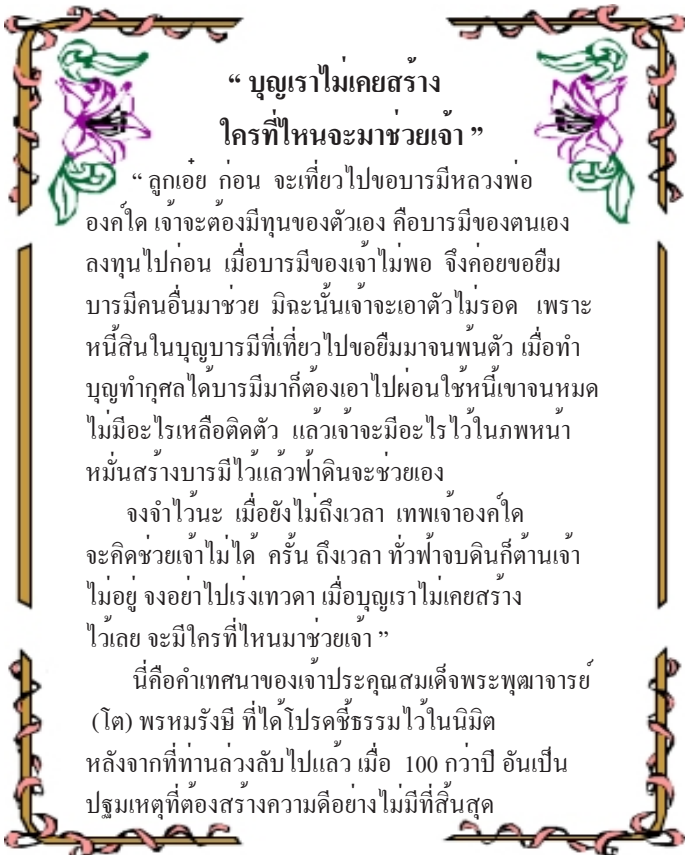 “ บุญเราไม่เคยสร้าง
ใครที่ไหนจะมาช่วยเจ้า ”
“ ลูกเอ๋ย ก่อน จะเที่ยวไปขอบารมีหลวงพ่อ
องค์ใด เจ้าจะต้องมีทุนของตัวเอง คือบารมีของตนเอง
ลงทุนไปก่อน เมื่อบารมีของเจ้าไม่พอ จึงค่อยขอยืม
บารมีคนอื่นมาช่วย มิฉะนั้นเจ้าจะเอาตัวไม่รอด เพราะ
หนี้สินในบุญบารมีที่เที่ยวไปขอยืมมาจนพ้นตัว เมื่อทำ
บุญทำกุศลได้บารมีมาก็ต้องเอาไปผ่อนใช้หนี้เขาจนหมด
ไม่มีอะไรเหลือติดตัว แล้วเจ้าจะมีอะไรไว้ในภพหน้า
หมั่นสร้างบารมีไว้แล้วฟ้าดินจะช่วยเอง
จงจำไว้นะ เมื่อยังไม่ถึงเวลา เทพเจ้าองค์ใด
จะคิดช่วยเจ้าไม่ได้ ครั้น ถึงเวลา ทั่วฟ้าจบดินก็ต้านเจ้า
ไม่อยู่ จงอย่าไปเร่งเทวดา เมื่อบุญเราไม่เคยสร้าง
ไว้เลย จะมีใครที่ไหนมาช่วยเจ้า ”
นี่คือคำเทศนาของเจ้าประคุณสมเด็จพระพุฒาจารย์
(โต) พรหมรังษี ที่ได้โปรดชี้ธรรมไว้ในนิมิต
หลังจากที่ท่านล่วงลับไปแล้ว เมื่อ 100 กว่าปี อันเป็น
ปฐมเหตุที่ต้องสร้างความดีอย่างไม่มีที่สิ้นสุด